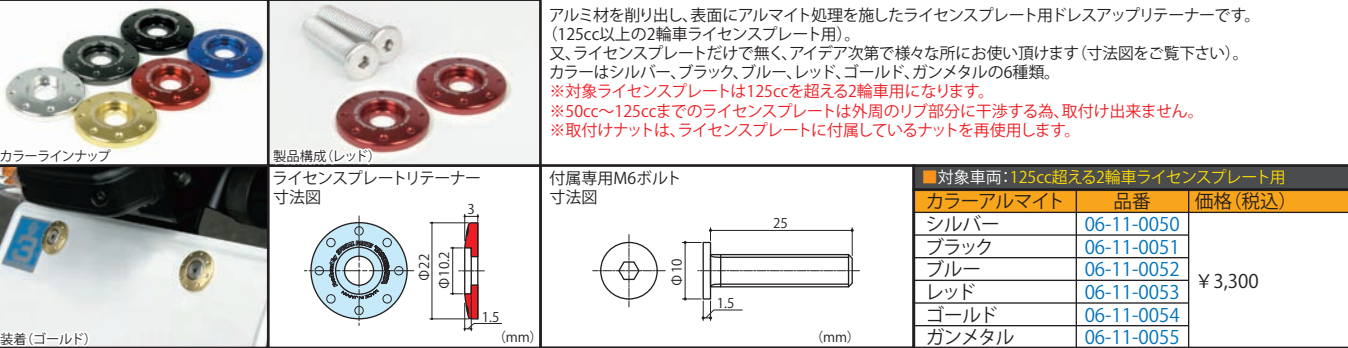 カラーラインナップ
製品構成(レッド)
アルミ材を削り出し、表面にアルマイト処理を施したライセンスプレート用ドレスアップリテーナーです。
(125cc以上の2輪車ライセンスプレート用)。
又、ライセンスプレートだけで無く、アイデア次第で様々な所にお使い頂けます(寸法図をご覧下さい)。
カラーはシルバー、ブラック、ブルー、レッド、ゴールド、ガンメタルの6種類。
※対象ライセンスプレートは125ccを超える2輪車用になります。
※50cc～125ccまでのライセンスプレートは外周のリブ部分に干渉する為、取付け出来ません。
※取付けナットは、ライセンスプレートに付属しているナットを再使用します。
3
装着(ゴールド)
ライセンスプレートリテーナー
寸法図
3
Φ22
Φ10.2
1.5
MADE IN JAPAN
(mm)
付属専用M6ボルト
寸法図
25
Φ10
1.5
(mm)
■対象車両:125cc超える2輪車ライセンスプレート用
カラーアルマイト 品番 価格(税込)
シルバー 06-11-0050
ブラック 06-11-0051
ブルー 06-11-0052
レッド 06-11-0053
ゴールド 06-11-0054
ガンメタル 06-11-0055
¥3,300